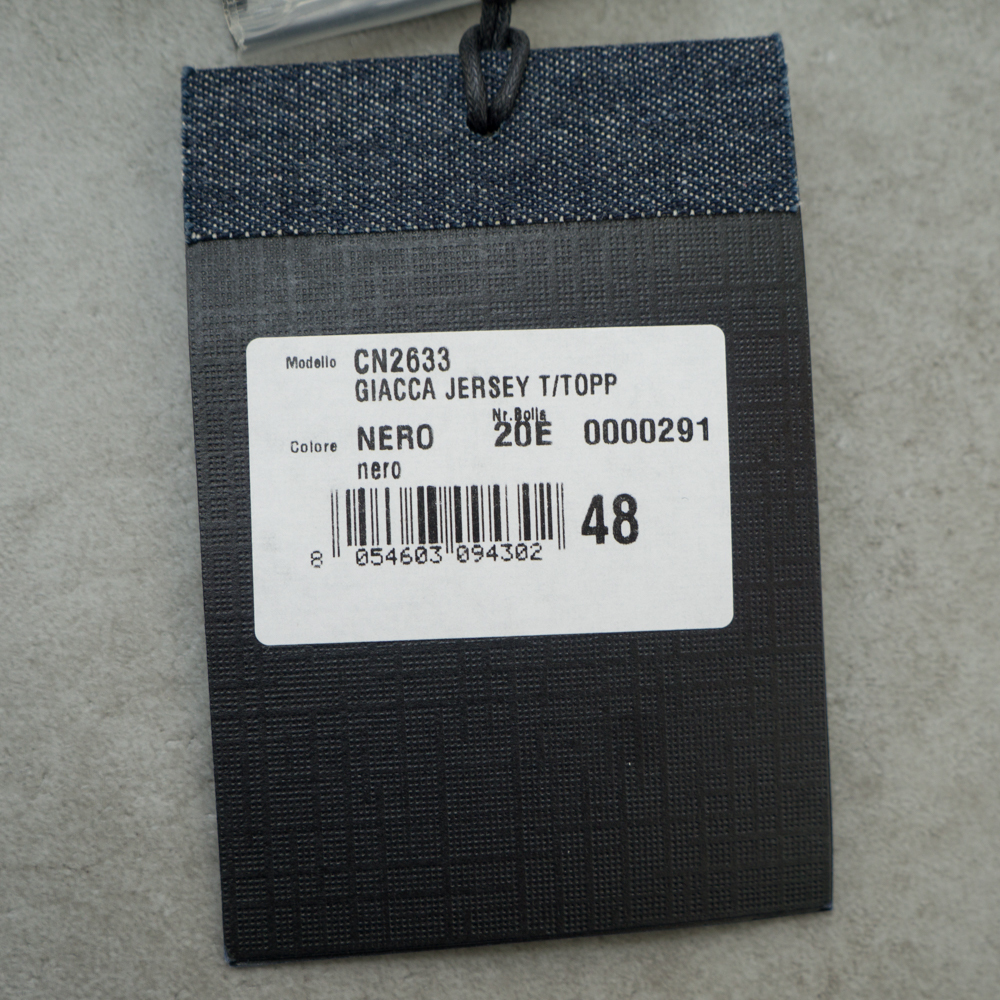 Modello CN2633
GIACCA JERSEY T/TOPP
Nr.Bolla
Colore NERO 20E 0000291
nero
48
8 054603 094302